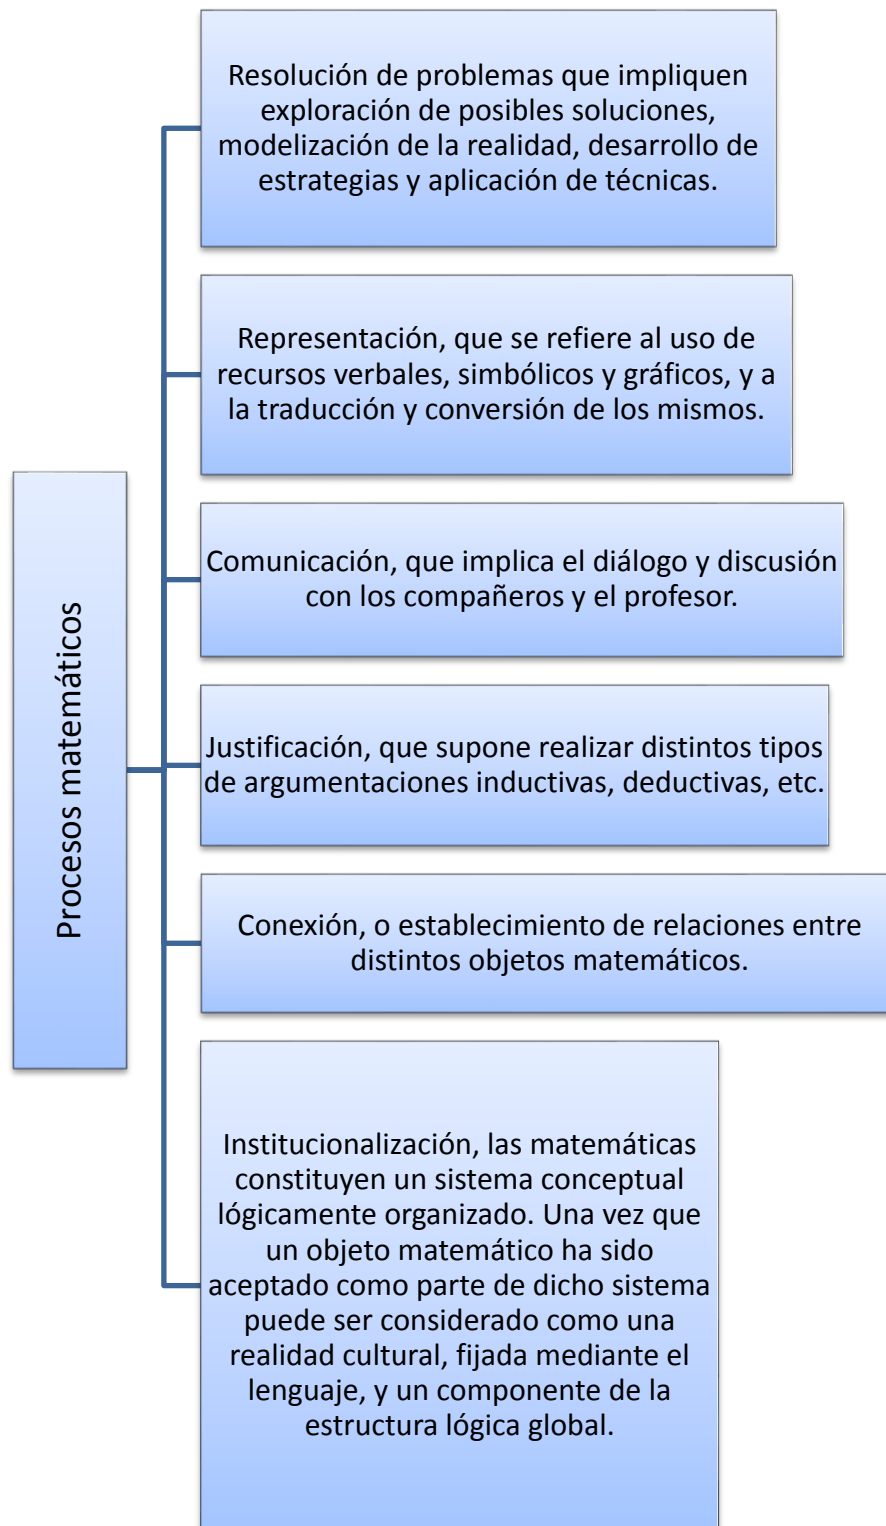 Procesos matemáticos
Resolución de problemas que impliquen
exploración de posibles soluciones,
modelización de la realidad, desarrollo de
estrategias y aplicación de técnicas.
Representación, que se refiere al uso de
recursos verbales, simbólicos y gráficos, y a
la traducción y conversión de los mismos.
Comunicación, que implica el diálogo y discusión
con los compañeros y el profesor.
Justificación, que supone realizar distintos tipos
de argumentaciones inductivas, deductivas, etc.
Conexión, o establecimiento de relaciones entre
distintos objetos matemáticos.
Institucionalización, las matemáticas
constituyen un sistema conceptual
lógicamente organizado. Una vez que
un objeto matemático ha sido
aceptado como parte de dicho sistema
puede ser considerado como una
realidad cultural, fijada mediante el
lenguaje, y un componente de la
estructura lógica global.